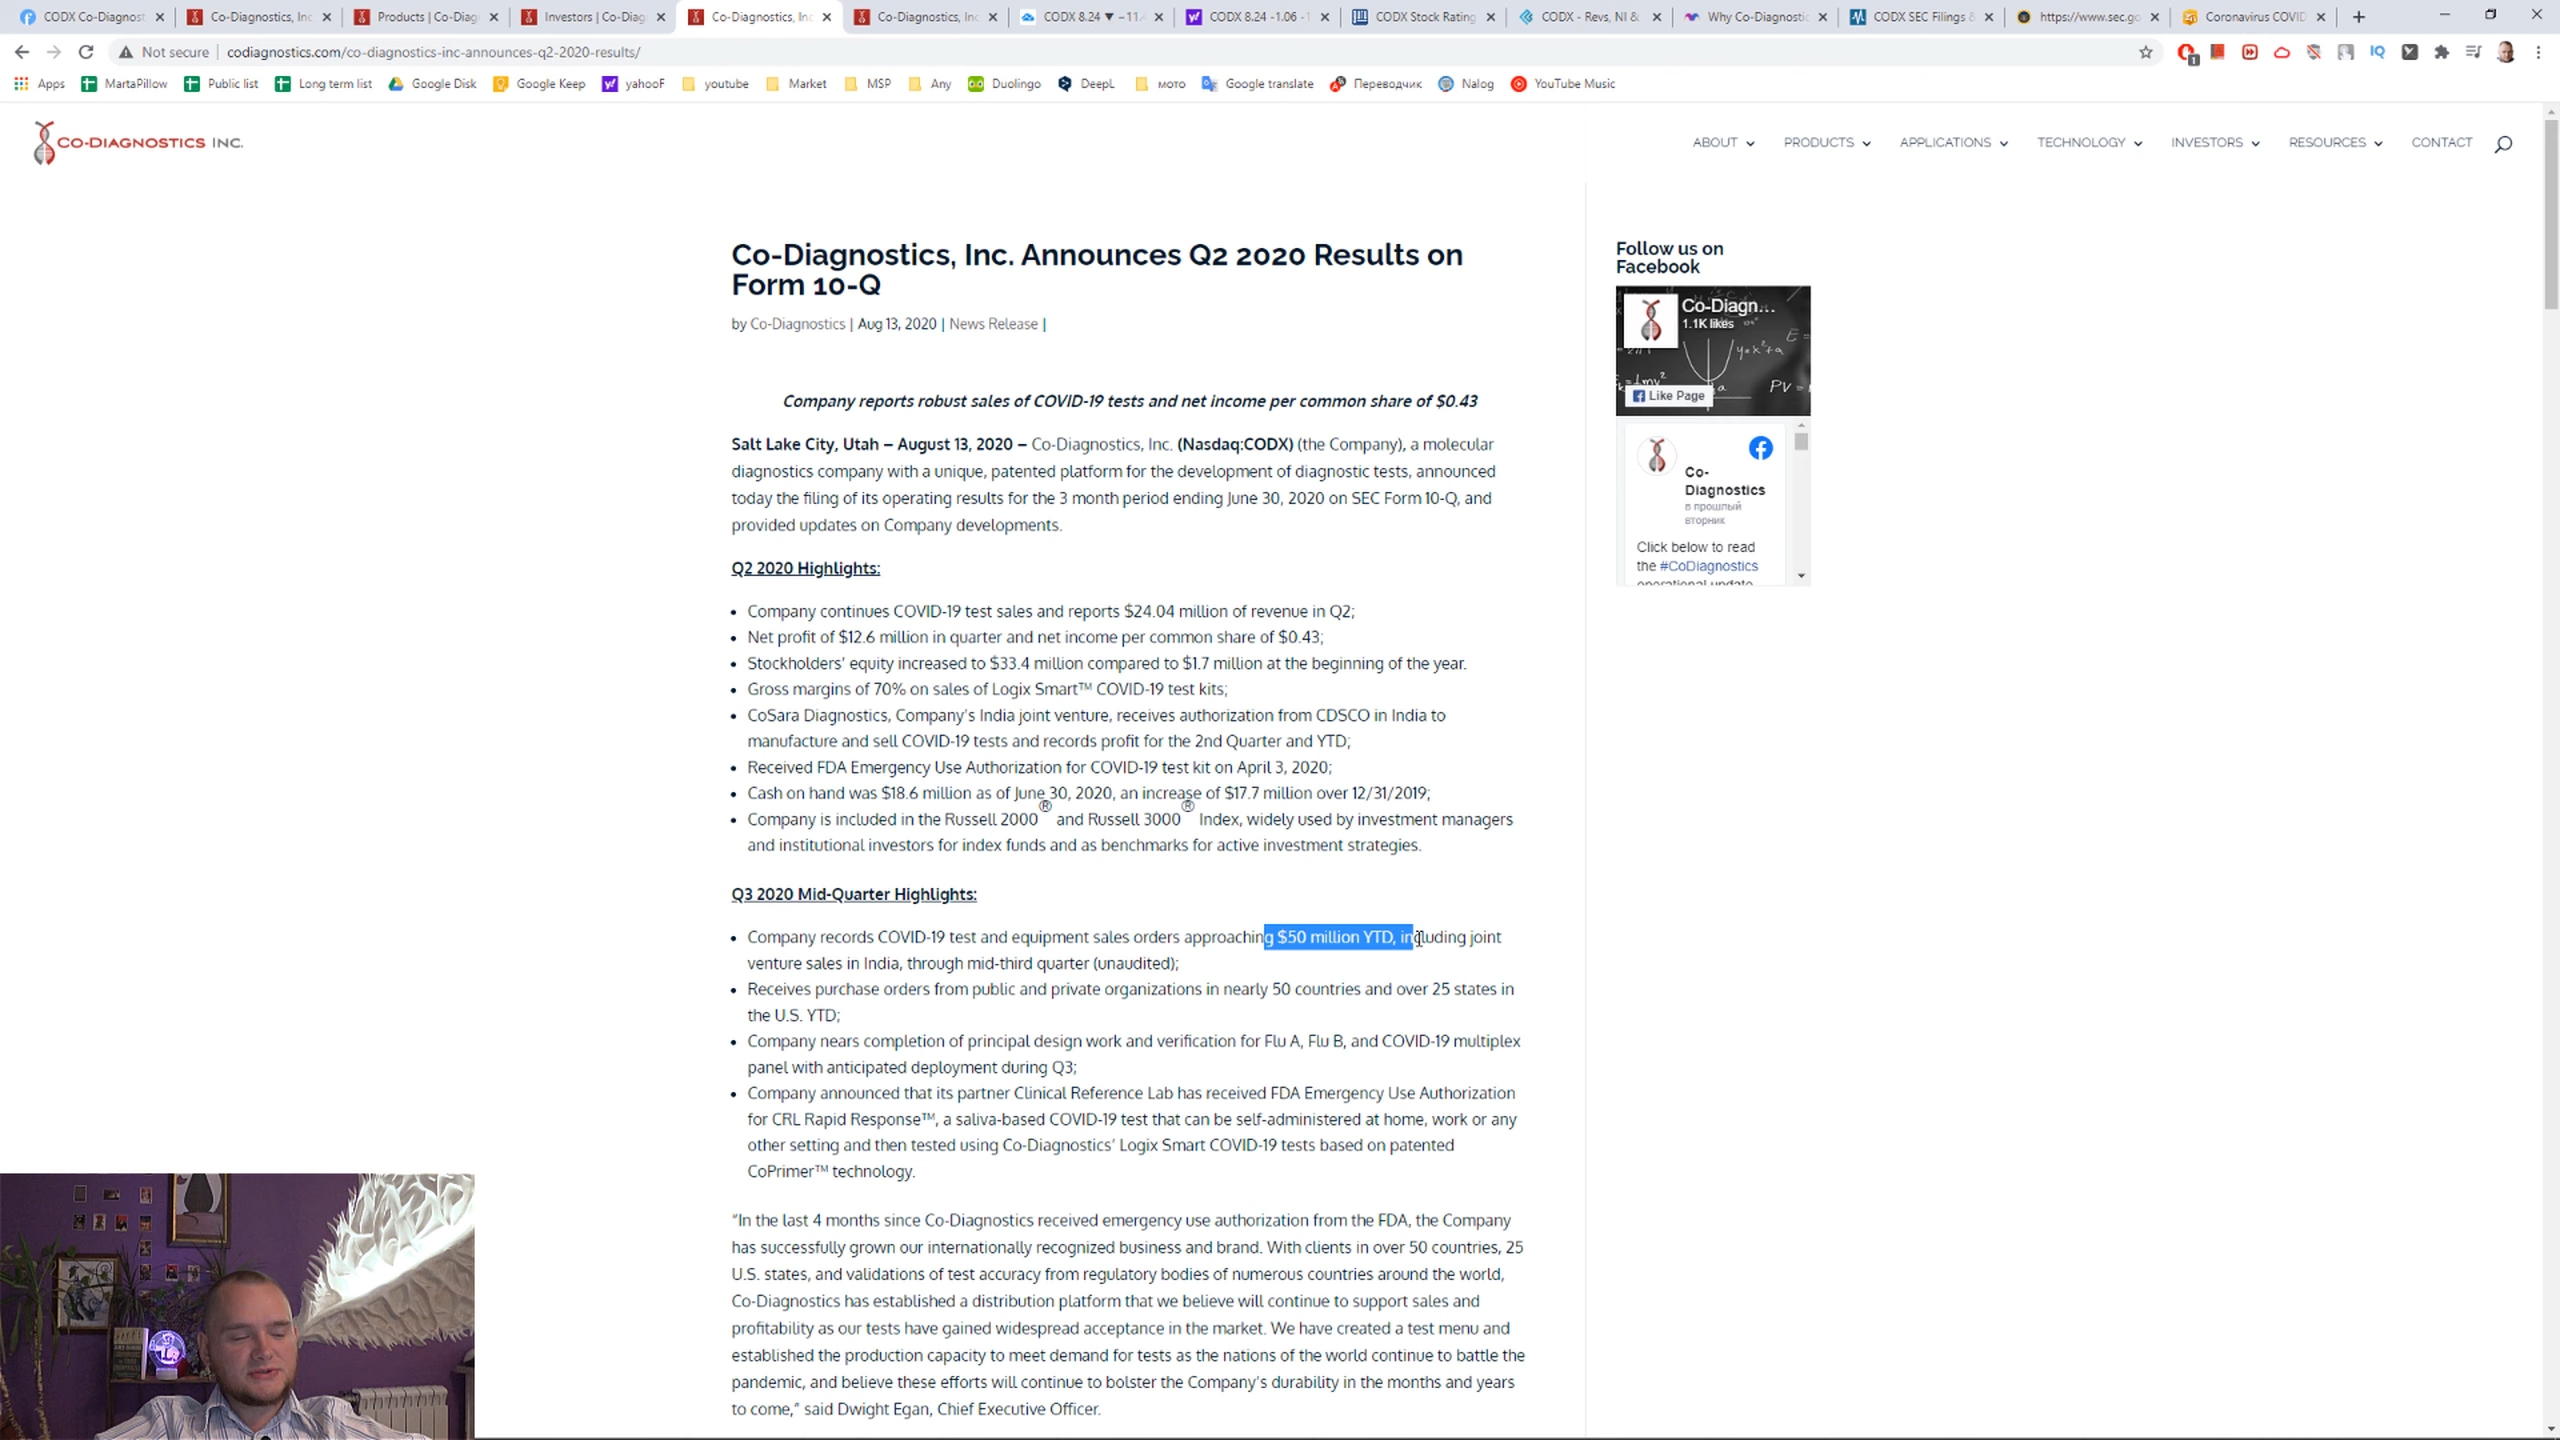 CODX Co-Diagnost
Co-Diagnostics, Inc
Products | Co-Diag
Investors | Co-Diag
Co-Diagnostics, Inc
Co-Diagnostics, Inc
CODX 8.24 ▼ −11.
CODX 8.24 -1.06 -1
CODX Stock Rating
CODX - Revs, NI &
Why Co-Diagnostic
CODX SEC Filings &
https://www.sec.go
Coronavirus COVID
Not secure | codiagnostics.com/co-diagnostics-inc-announces-q2-2020-results/
Apps MartaPillow Public list Long term list Google Disk Google Keep yahooF youtube Market MSP Any Duolingo DeepL мото Google translate Переводчик Nalog YouTube Music
CO-DIAGNOSTICS INC.
ABOUT PRODUCTS APPLICATIONS TECHNOLOGY INVESTORS RESOURCES CONTACT
Co-Diagnostics, Inc. Announces Q2 2020 Results on
Form 10-Q
by Co-Diagnostics | Aug 13, 2020 | News Release |
Company reports robust sales of COVID-19 tests and net income per common share of $0.43
Salt Lake City, Utah – August 13, 2020 – Co-Diagnostics, Inc. (Nasdaq:CODX) (the Company), a molecular
diagnostics company with a unique, patented platform for the development of diagnostic tests, announced
today the filing of its operating results for the 3 month period ending June 30, 2020 on SEC Form 10-Q, and
provided updates on Company developments.
Q2 2020 Highlights:
• Company continues COVID-19 test sales and reports $24.04 million of revenue in Q2;
• Net profit of $12.6 million in quarter and net income per common share of $0.43;
• Stockholders’ equity increased to $33.4 million compared to $1.7 million at the beginning of the year.
• Gross margins of 70% on sales of Logix Smart™ COVID-19 test kits;
• CoSara Diagnostics, Company’s India joint venture, receives authorization from CDSCO in India to
manufacture and sell COVID-19 tests and records profit for the 2nd Quarter and YTD;
• Received FDA Emergency Use Authorization for COVID-19 test kit on April 3, 2020;
• Cash on hand was $18.6 million as of June 30, 2020, an increase of $17.7 million over 12/31/2019;
• Company is included in the Russell 2000® and Russell 3000® Index, widely used by investment managers
and institutional investors for index funds and as benchmarks for active investment strategies.
Q3 2020 Mid-Quarter Highlights:
• Company records COVID-19 test and equipment sales orders approaching $50 million YTD, including joint
venture sales in India, through mid-third quarter (unaudited);
• Receives purchase orders from public and private organizations in nearly 50 countries and over 25 states in
the U.S. YTD;
• Company nears completion of principal design work and verification for Flu A, Flu B, and COVID-19 multiplex
panel with anticipated deployment during Q3;
• Company announced that its partner Clinical Reference Lab has received FDA Emergency Use Authorization
for CRL Rapid Response™, a saliva-based COVID-19 test that can be self-administered at home, work or any
other setting and then tested using Co-Diagnostics’ Logix Smart COVID-19 tests based on patented
CoPrimer™ technology.
“In the last 4 months since Co-Diagnostics received emergency use authorization from the FDA, the Company
has successfully grown our internationally recognized business and brand. With clients in over 50 countries, 25
U.S. states, and validations of test accuracy from regulatory bodies of numerous countries around the world,
Co-Diagnostics has established a distribution platform that we believe will continue to support sales and
profitability as our tests have gained widespread acceptance in the market. We have created a test menu and
established the production capacity to meet demand for tests as the nations of the world continue to battle the
pandemic, and believe these efforts will continue to bolster the Company’s durability in the months and years
to come,” said Dwight Egan, Chief Executive Officer.
Follow us on
Facebook
Co-Diagn...
1.1K likes
Like Page
Co-
Diagnostics
в прошлый
вторник
Click below to read
the #CoDiagnostics
operational update